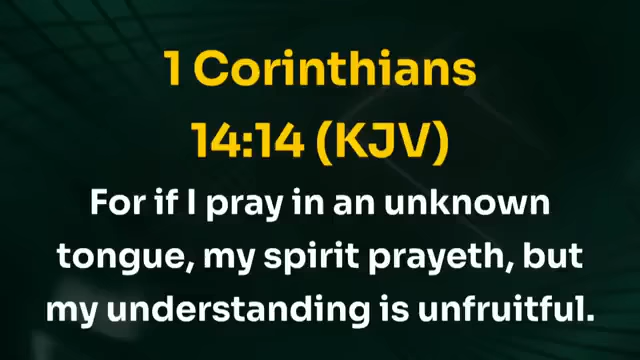 1 Corinthians
14:14 (KJV)
For if I pray in an unknown
tongue, my spirit prayeth, but
my understanding is unfruitful.